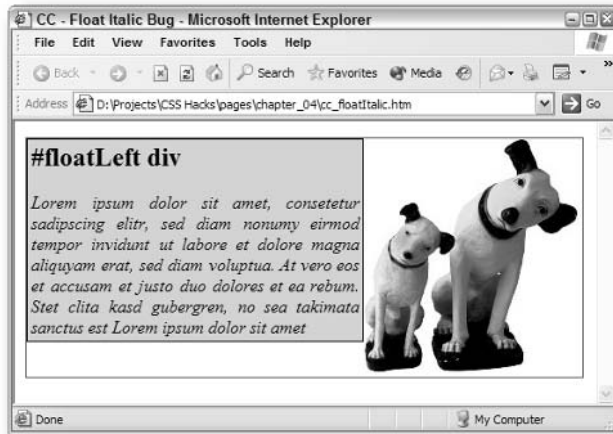 CC - Float Italic Bug - Microsoft Internet Explorer
File Edit View Favorites Tools Help
Back Search Favorites Media
Address D:\Projects\CSS Hacks\pages\chapter_04\cc_floatItalic.htm Go
#floatLeft div
Lorem ipsum dolor sit amet, consetetur
sadipscing elitr, sed diam nonumy eirmod
tempor invidunt ut labore et dolore magna
aliquyam erat, sed diam voluptua. At vero eos
et accusam et justo duo dolores et ea rebum.
Stet clita kasd gubergren, no sea takimata
sanctus est Lorem ipsum dolor sit amet
Done My Computer